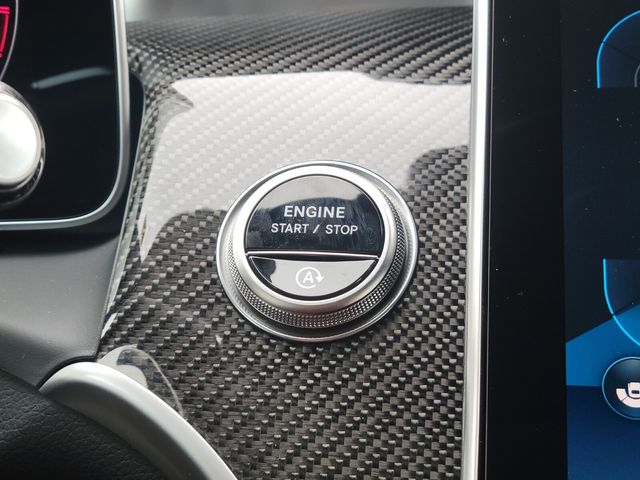 ENGINE
START / STOP
A